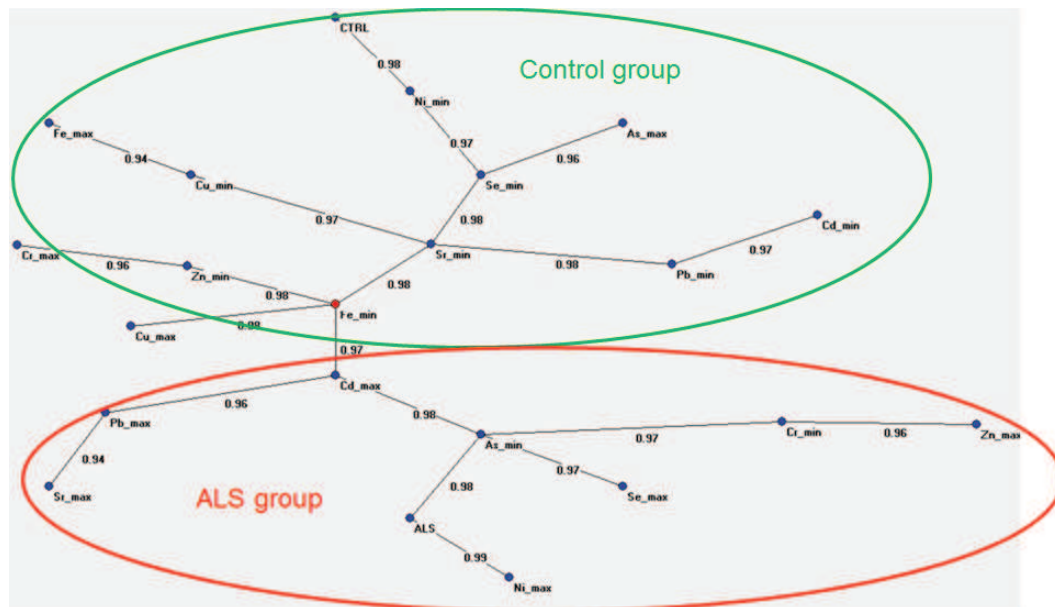 CTRL
0.98
Control group
Ni_min
Fe_max
As_max
0.97
0.94
0.96
Cu_min
Se_min
0.97
0.98
Cd_min
0.97
Sr_min
Cr_max
0.96
Zn_min
0.98
Pb_min
0.98
0.98
Fe_min
Cu_max
0.98
0.97
Cd_max
0.96
Pb_max
0.98
As_min
Cr_min
0.96
Zn_max
0.97
0.94
0.97
0.98
Sr_max
ALS group
Se_max
ALS
0.99
Ni_max